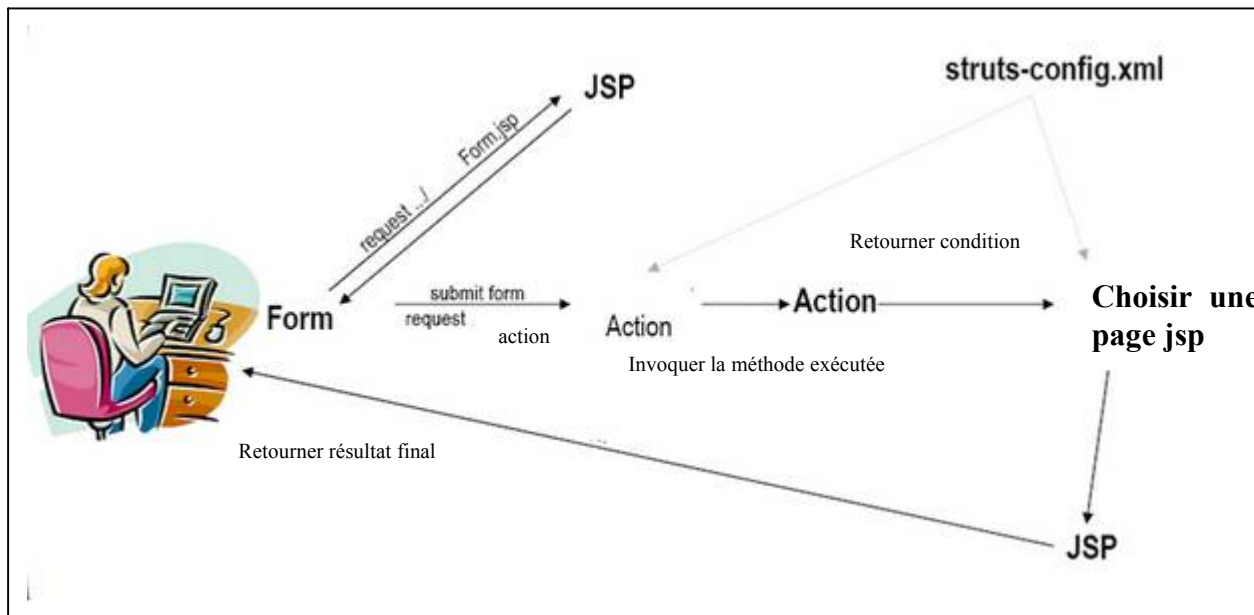 struts-config.xml
JSP
Form.jsp
request .../
Retourner condition
Form
submit form
request
action
Action
Action
Choisir une
page jsp
Invoquer la méthode exécutée
Retourner résultat final
JSP